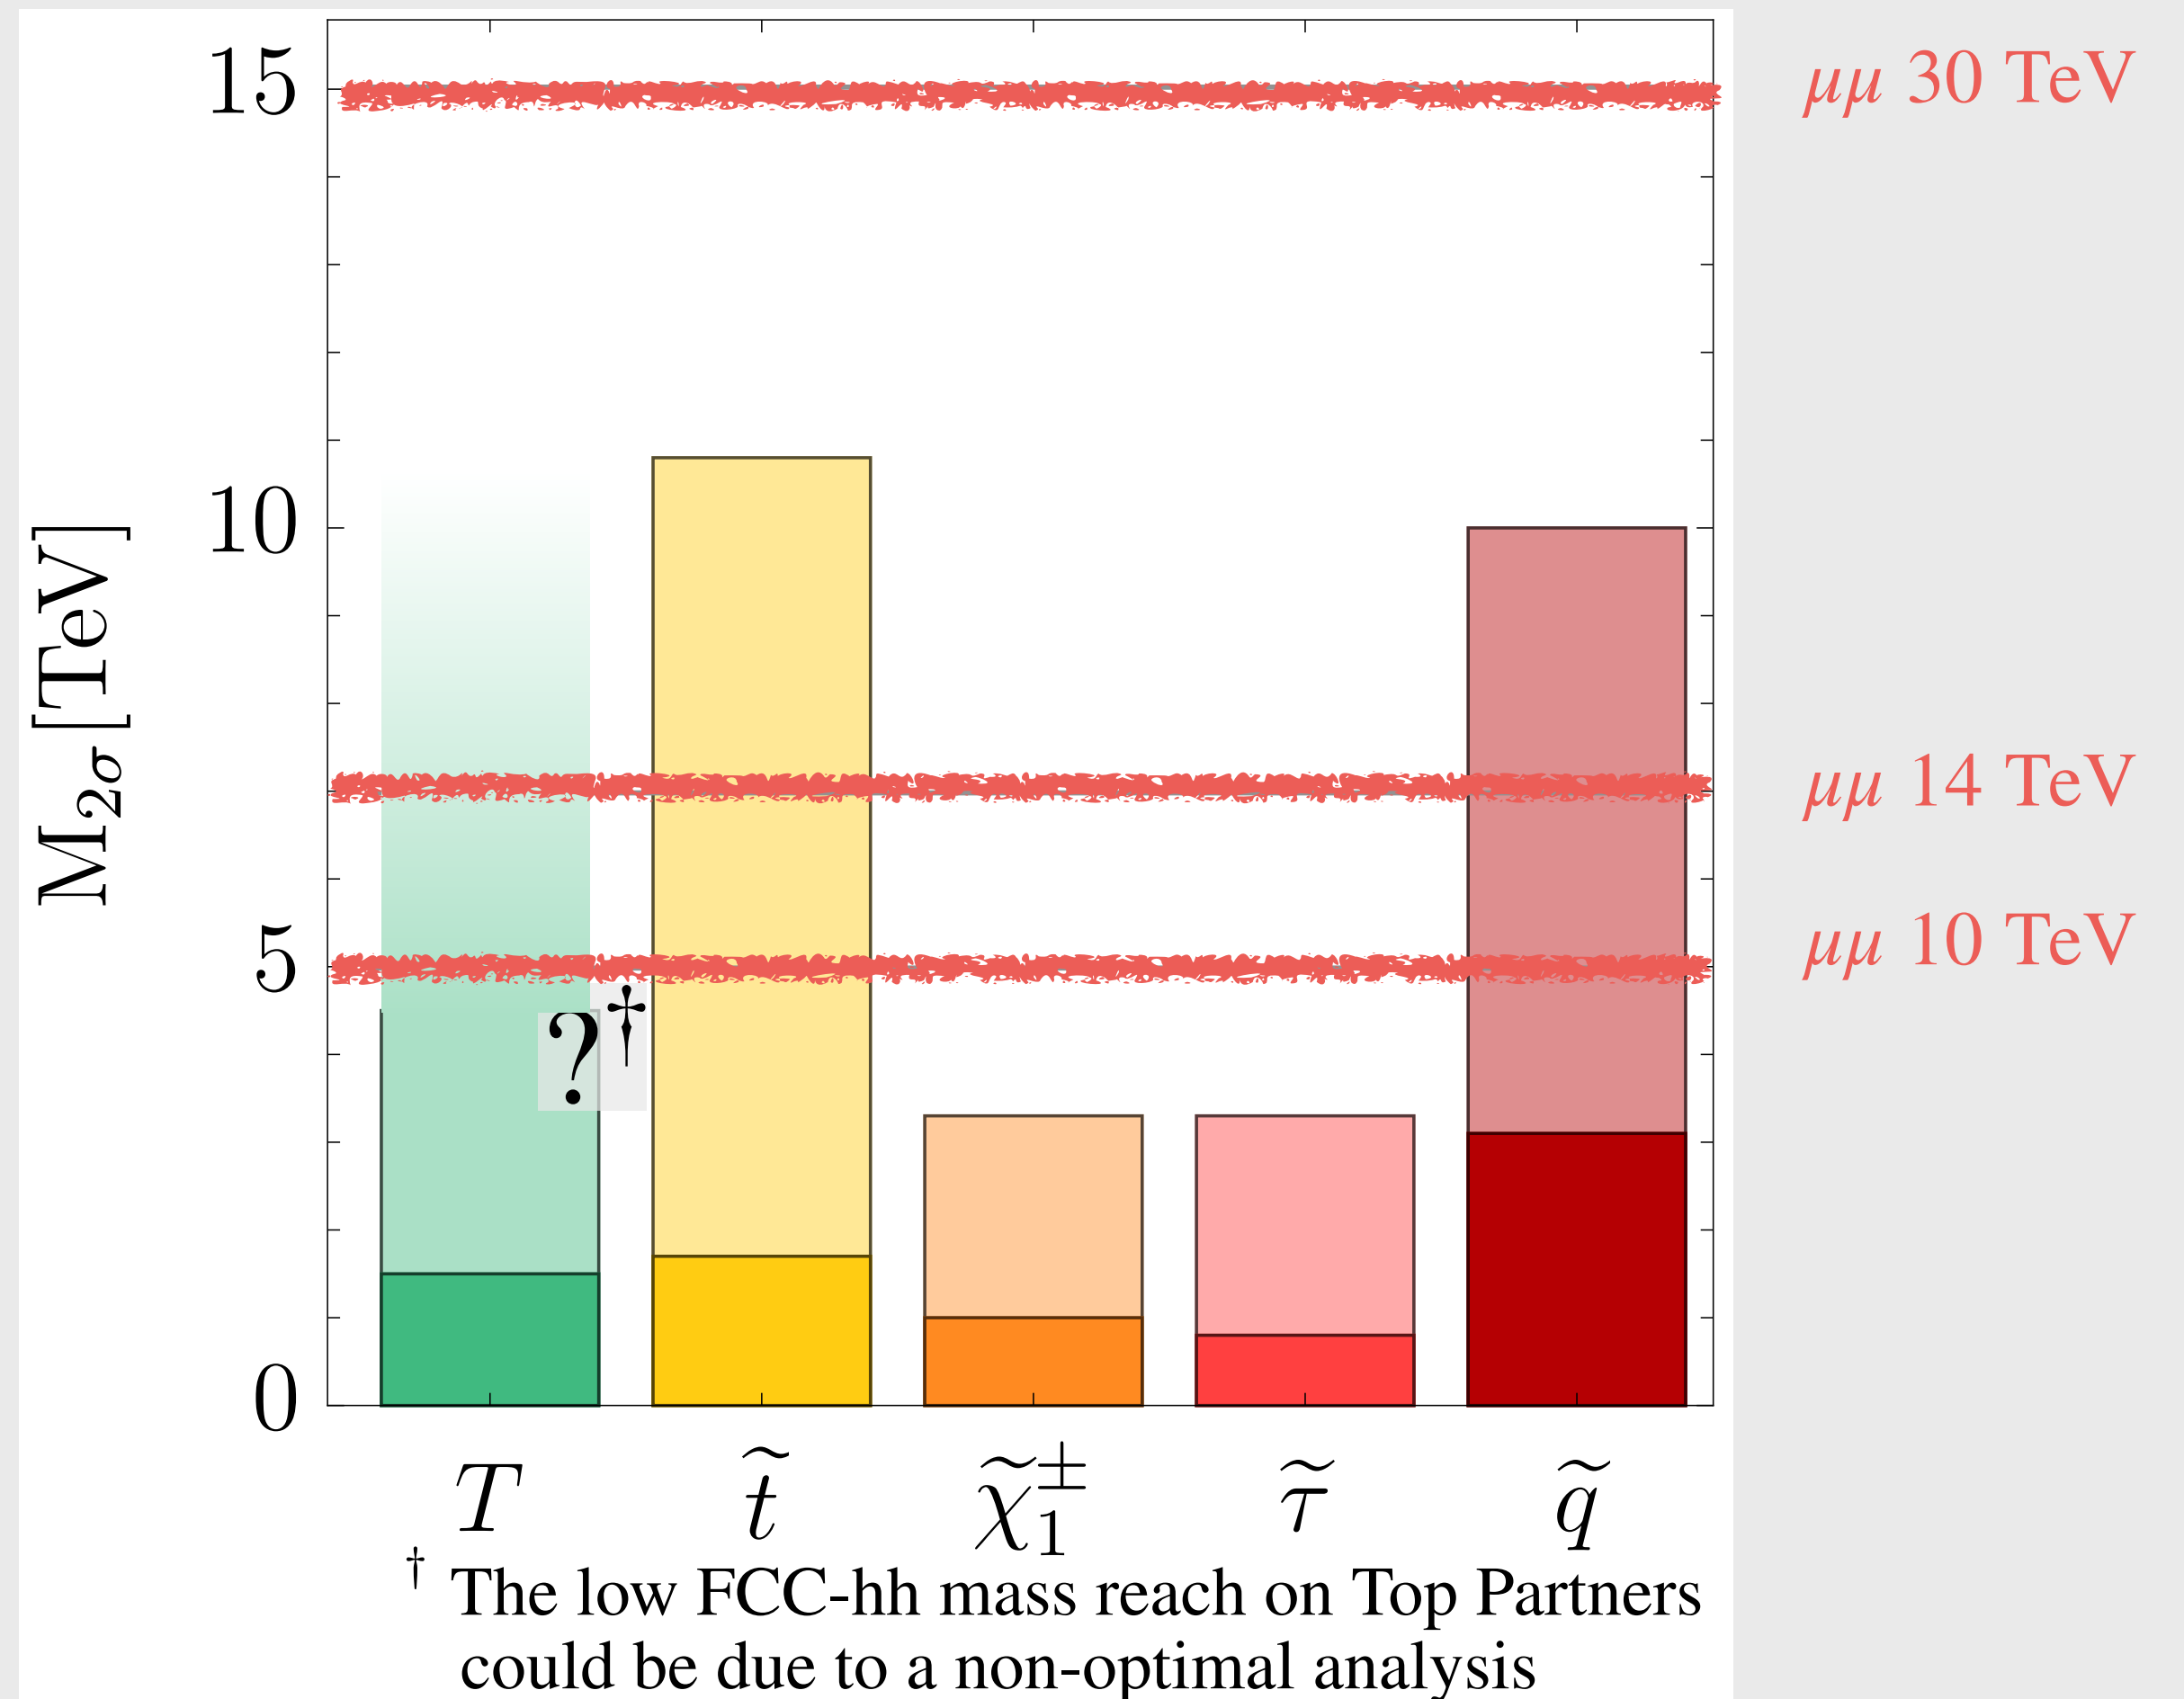 15
μμ 30 TeV
10
M2σ [TeV]
μμ 14 TeV
5
μμ 10 TeV
?†
0
T
t̃
χ̃₁±
τ̃
q̃
† The low FCC-hh mass reach on Top Partners
could be due to a non-optimal analysis